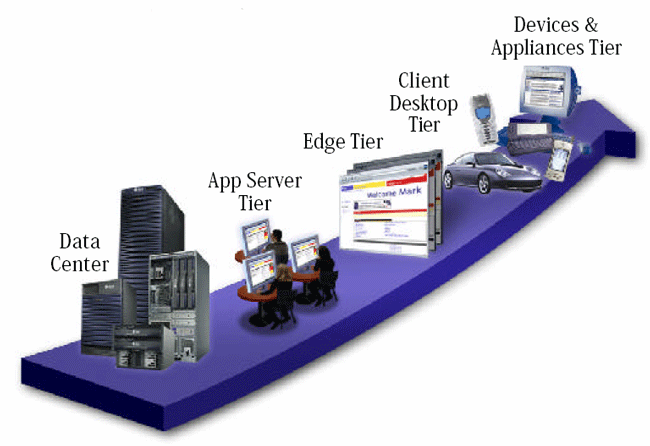 Devices &
Appliances Tier
Client
Desktop
Tier
Edge Tier
App Server
Tier
Data
Center
Welcome Mark